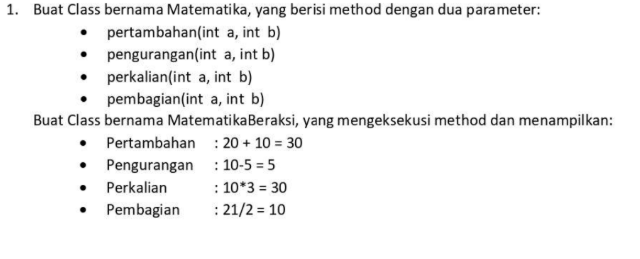 1. Buat Class bernama Matematika, yang berisi method dengan dua parameter:
• pertambahan(int a, int b)
• pengurangan(int a, int b)
• perkalian(int a, int b)
• pembagian(int a, int b)
Buat Class bernama MatematikaBeraksi, yang mengeksekusi method dan menampilkan:
• Pertambahan : 20 + 10 = 30
• Pengurangan : 10-5 = 5
• Perkalian : 10*3 = 30
• Pembagian : 21/2 = 10